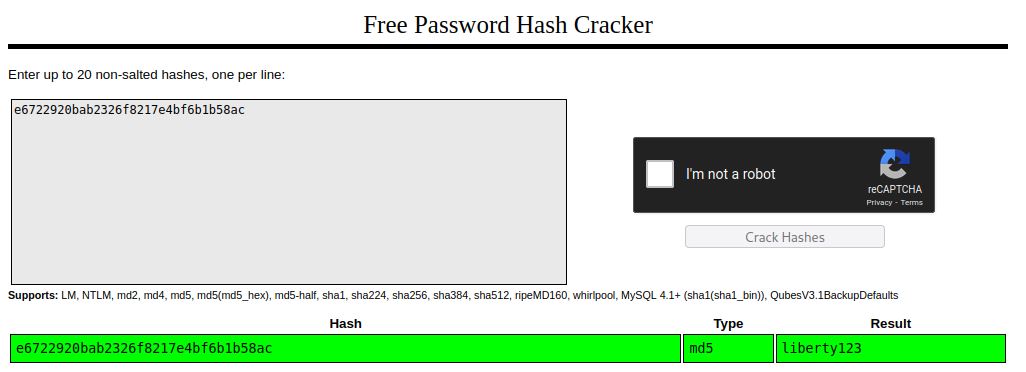 Free Password Hash Cracker
Enter up to 20 non-salted hashes, one per line:
e6722920bab2326f8217e4bf6b1b58ac
I'm not a robot
reCAPTCHA
Privacy - Terms
Crack Hashes
Supports: LM, NTLM, md2, md4, md5, md5(md5_hex), md5-half, sha1, sha224, sha256, sha384, sha512, ripeMD160, whirlpool, MySQL 4.1+ (sha1(sha1_bin)), QubesV3.1BackupDefaults
Hash Type Result
e6722920bab2326f8217e4bf6b1b58ac md5 liberty123